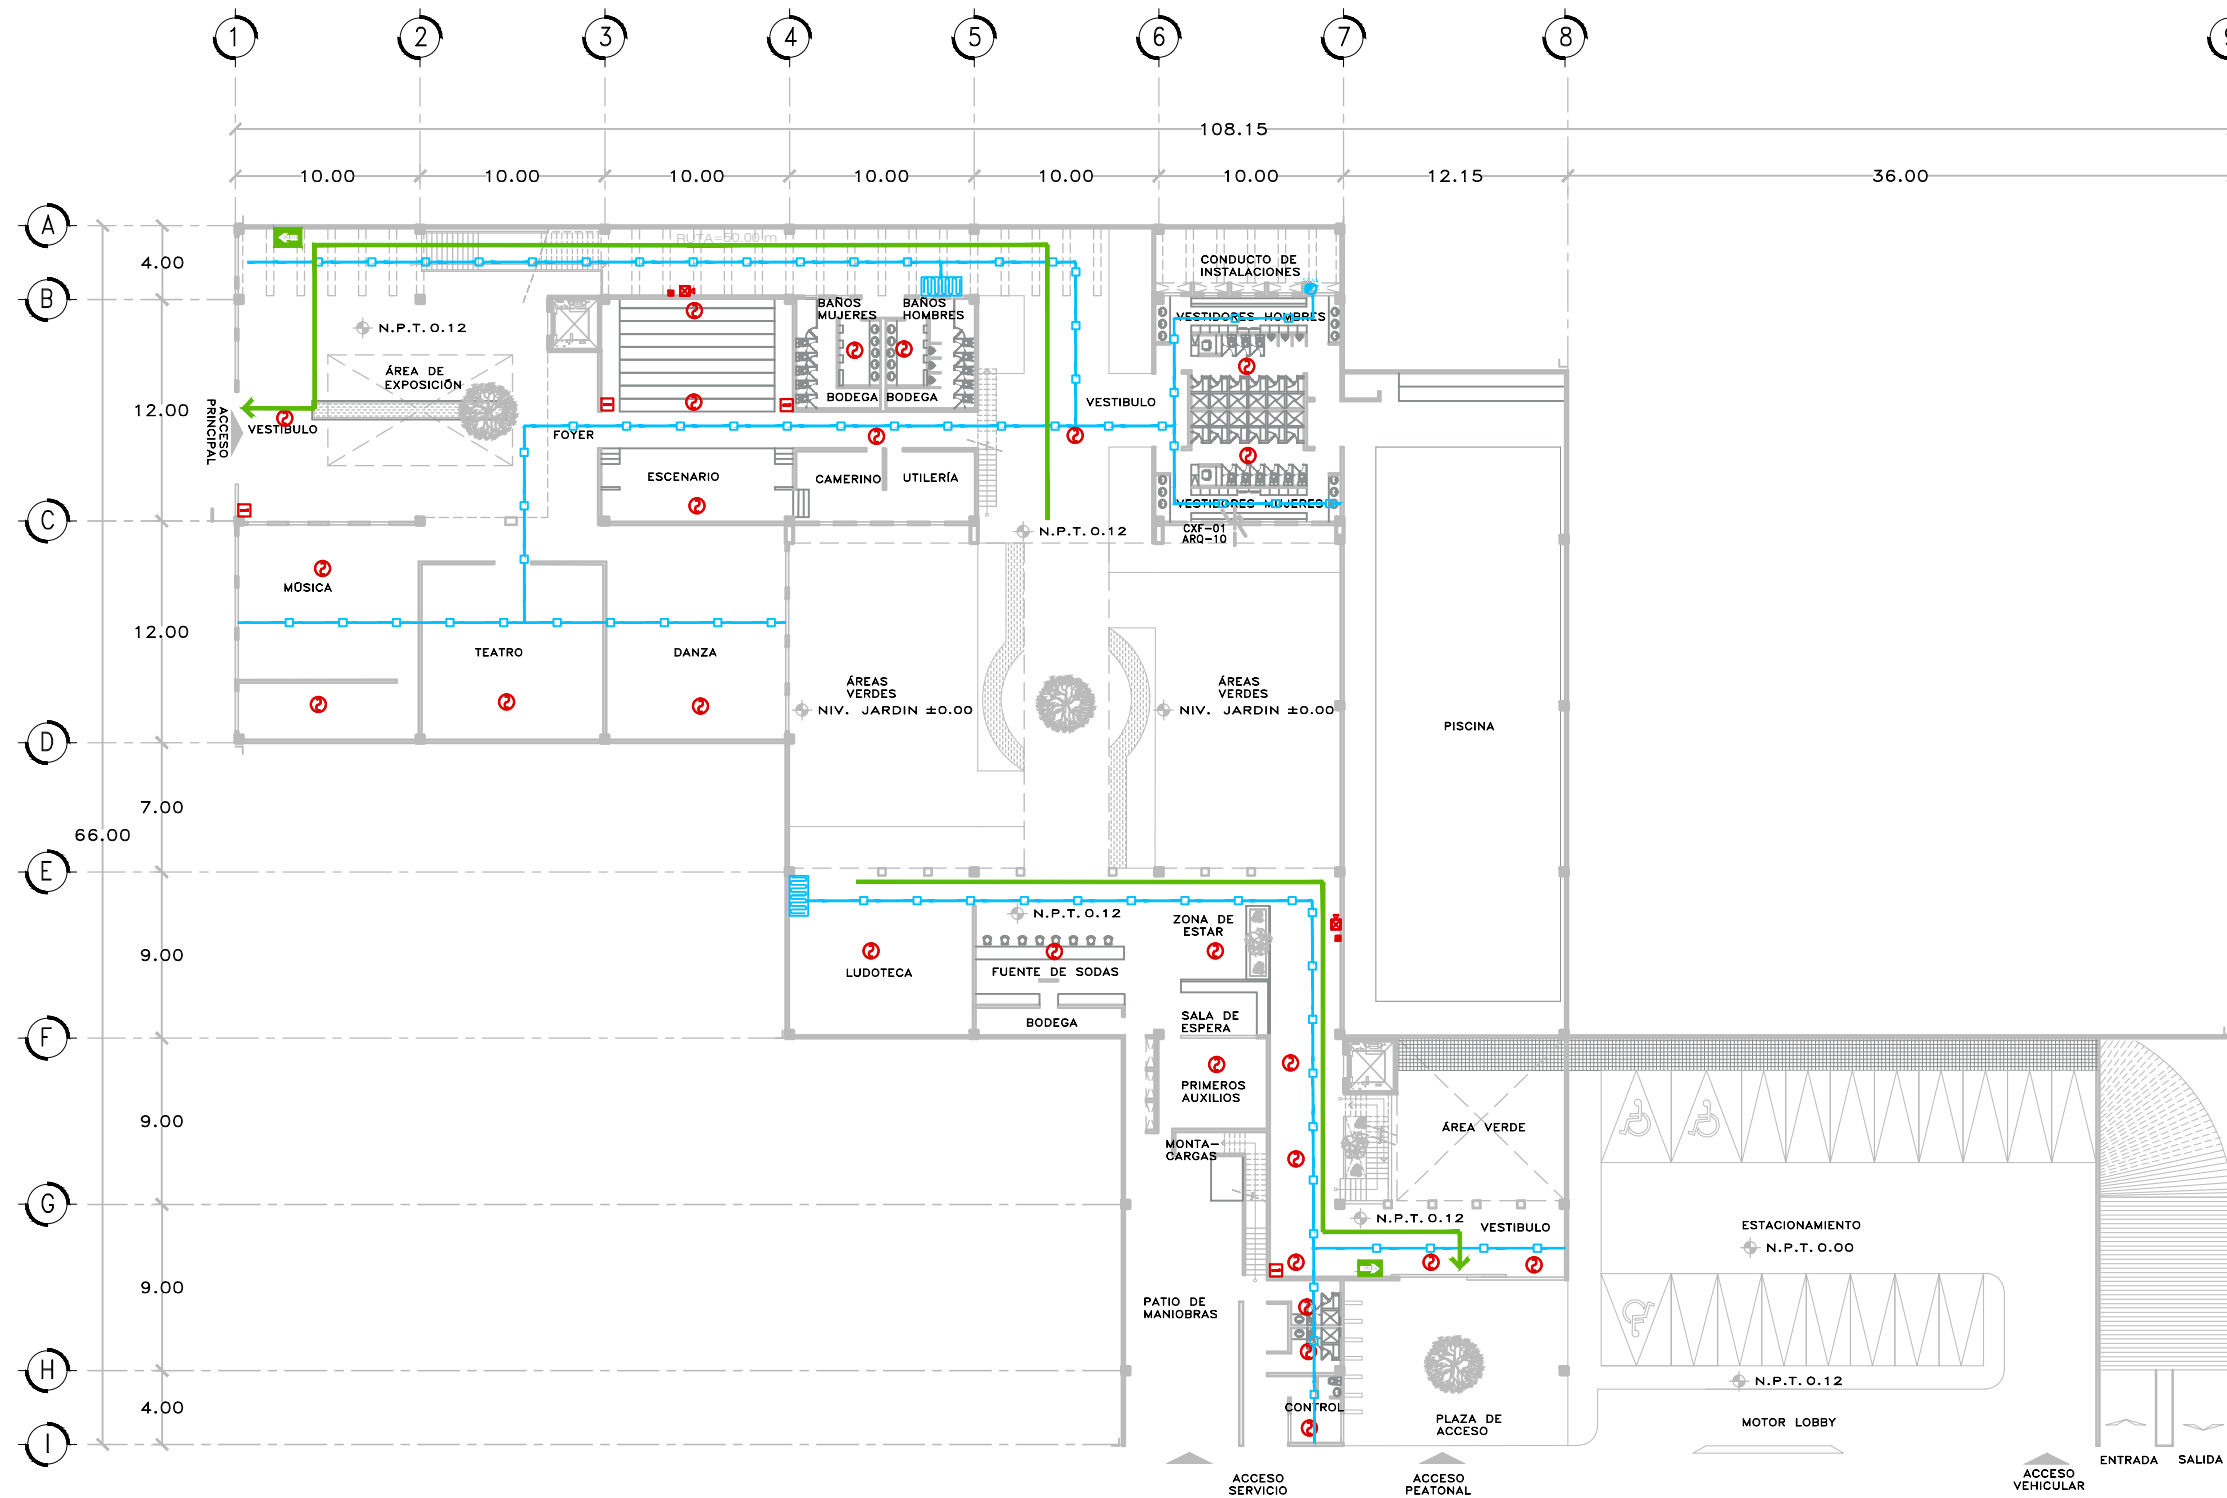 1 2 3 4 5 6 7 8
108.15
10.00 10.00 10.00 10.00 10.00 10.00 12.15 36.00
A
4.00
RUTA=60.00 m
CONDUCTO DE
INSTALACIONES
B
BAÑOS
MUJERES
BAÑOS
HOMBRES
VESTIDORES HOMBRES
N.P.T. 0.12
ÁREA DE
EXPOSICIÓN
12.00
BODEGA BODEGA
VESTIBULO
ACCESO
PRINCIPAL
VESTIBULO
FOYER
ESCENARIO
CAMERINO
UTILERÍA
VESTIDORES MUJERES
C
CXF-01
ARQ-10
N.P.T. 0.12
MÚSICA
12.00
TEATRO
DANZA
ÁREAS
VERDES
NIV. JARDIN ±0.00
ÁREAS
VERDES
NIV. JARDIN ±0.00
PISCINA
D
7.00
66.00
E
N.P.T. 0.12
ZONA DE
ESTAR
9.00
LUDOTECA
FUENTE DE SODAS
BODEGA
SALA DE
ESPERA
F
PRIMEROS
AUXILIOS
9.00
ÁREA VERDE
MONTA-
CARGAS
G
N.P.T. 0.12
VESTIBULO
ESTACIONAMIENTO
N.P.T. 0.00
9.00
PATIO DE
MANIOBRAS
H
N.P.T. 0.12
4.00
CONTROL
PLAZA DE
ACCESO
MOTOR LOBBY
I
ENTRADA SALIDA
ACCESO
SERVICIO
ACCESO
PEATONAL
ACCESO
VEHICULAR